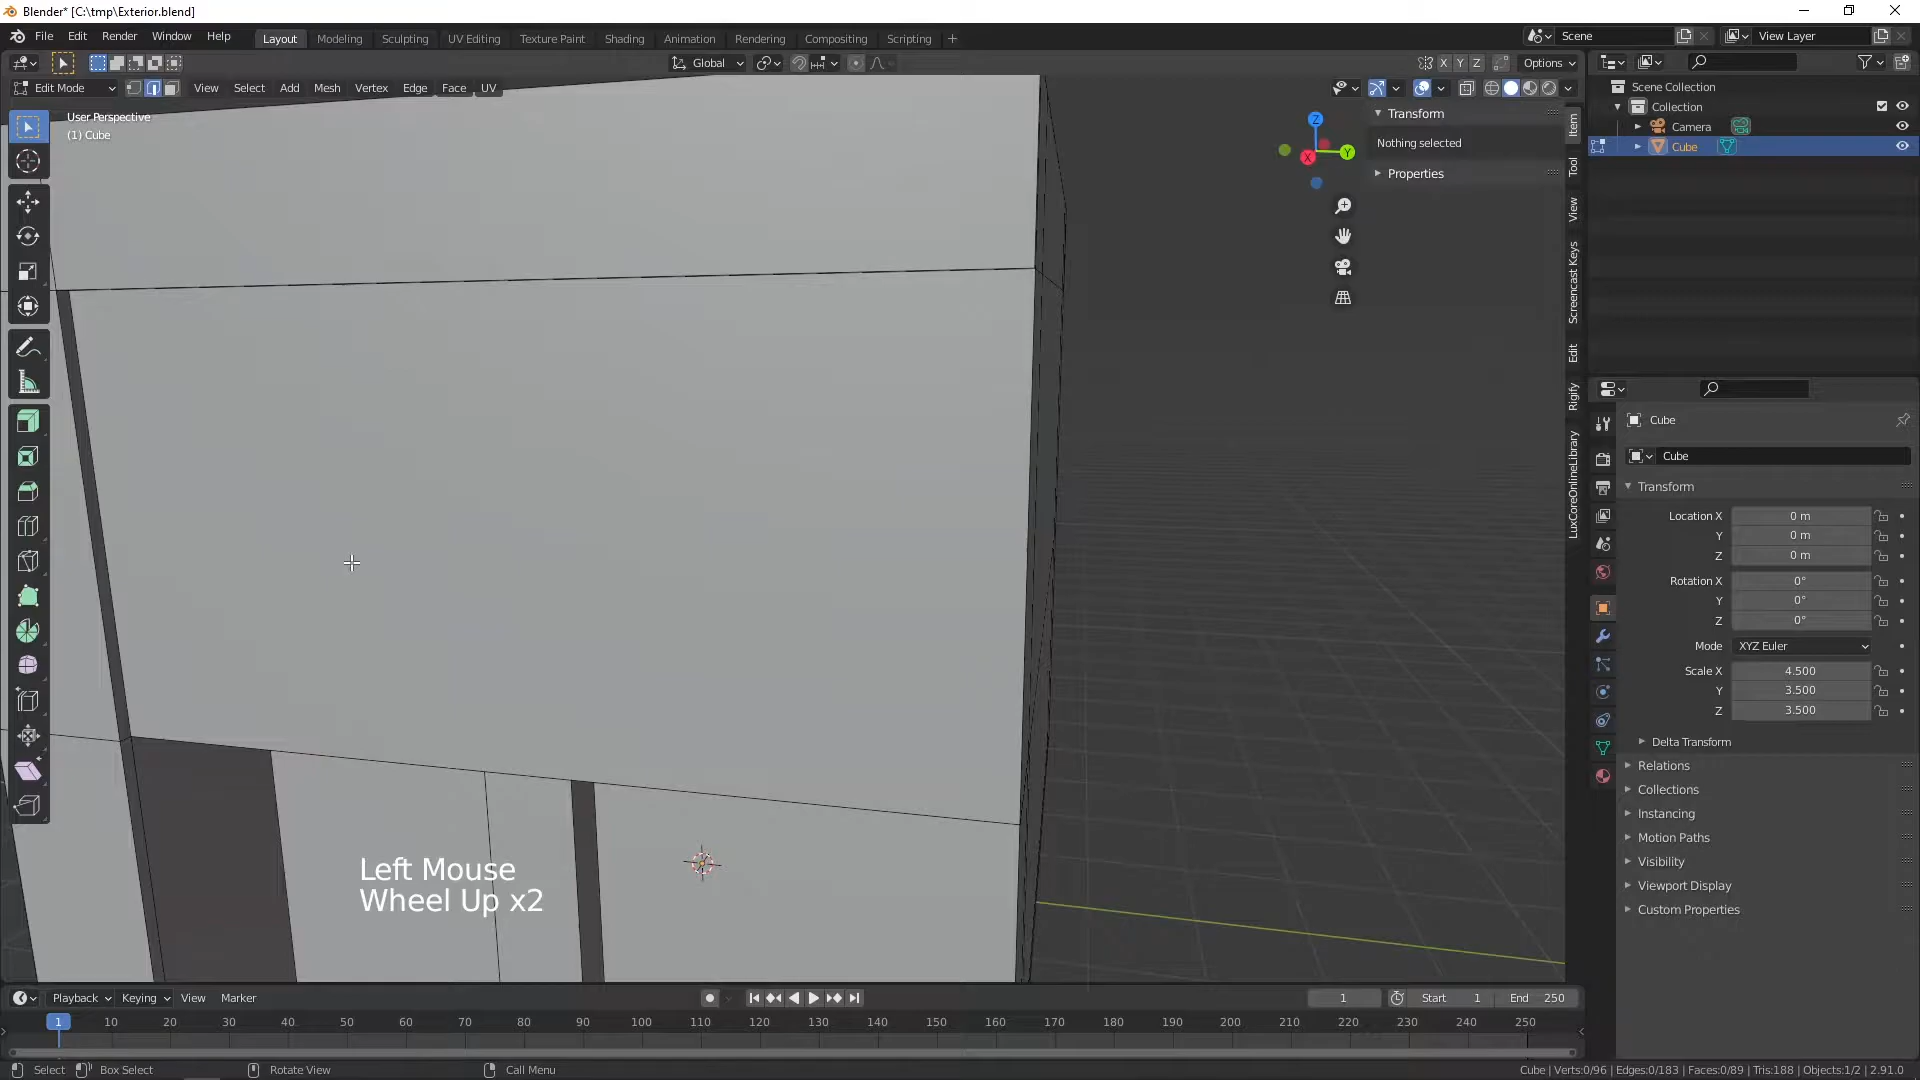 Blender* [C:\tmp\Exterior.blend]
File Edit Render Window Help
Layout Modeling Sculpting UV Editing Texture Paint Shading Animation Rendering Compositing Scripting
Scene
View Layer
Global
X Y Z
Options
Edit Mode
View Select Add Mesh Vertex Edge Face UV
User Perspective
(1) Cube
Transform
Nothing selected
Properties
Z
Y
X
Item
Tool
View
Screencast Keys
Edit
Rigify
LuxCoreOnlineLibrary
Scene Collection
Collection
Camera
Cube
Cube
Cube
Transform
Location X 0 m
Y 0 m
Z 0 m
Rotation X 0°
Y 0°
Z 0°
Mode XYZ Euler
Scale X 4.500
Y 3.500
Z 3.500
Delta Transform
Relations
Collections
Instancing
Motion Paths
Visibility
Viewport Display
Custom Properties
Left Mouse
Wheel Up x2
Playback Keying View Marker
1 Start 1 End 250
1 10 20 30 40 50 60 70 80 90 100 110 120 130 140 150 160 170 180 190 200 210 220 230 240 250
Select Box Select Rotate View Call Menu
Cube | Verts:0/96 | Edges:0/183 | Faces:0/89 | Tris:188 | Objects:1/2 | 2.91.0